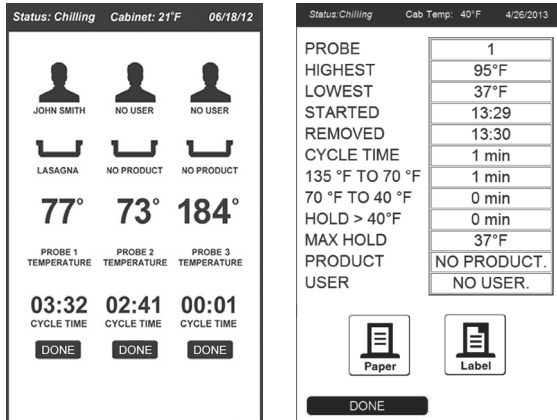 Status: Chilling Cabinet: 21°F 06/18/12
JOHN SMITH NO USER NO USER
LASAGNA NO PRODUCT NO PRODUCT
77° 73° 184°
PROBE 1 PROBE 2 PROBE 3
TEMPERATURE TEMPERATURE TEMPERATURE
03:32 02:41 00:01
CYCLE TIME CYCLE TIME CYCLE TIME
DONE DONE DONE
Status:Chilling Cab Temp: 40°F 4/26/2013
PROBE 1
HIGHEST 95°F
LOWEST 37°F
STARTED 13:29
REMOVED 13:30
CYCLE TIME 1 min
135 °F TO 70 °F 1 min
70 °F TO 40 °F 0 min
HOLD > 40°F 0 min
MAX HOLD 37°F
PRODUCT NO PRODUCT.
USER NO USER.
Paper Label
DONE